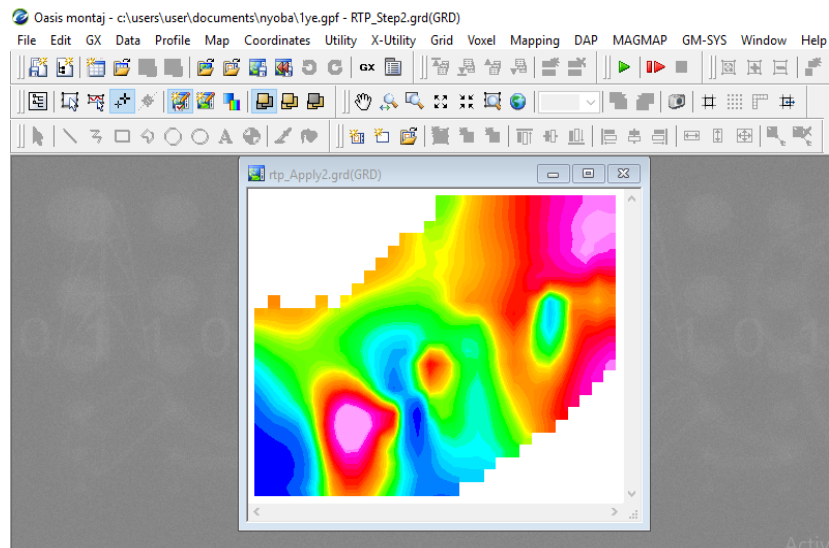 Oasis montaj - c:\users\user\documents\nyoba\1ye.gpf - RTP_Step2.grd(GRD)
File Edit GX Data Profile Map Coordinates Utility X-Utility Grid Voxel Mapping DAP MAGMAP GM-SYS Window Help
GX
A
rtp_Apply2.grd(GRD)
Activ